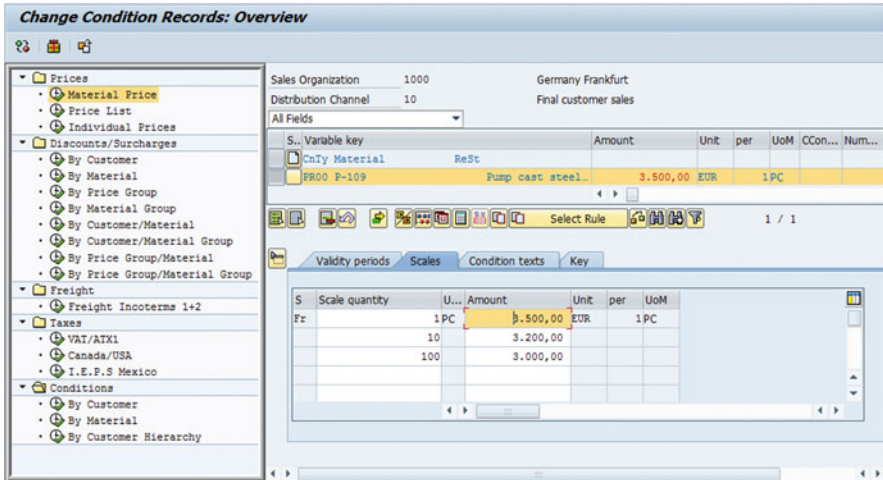 Change Condition Records: Overview
Prices
Material Price
Price List
Individual Prices
Discounts/Surcharges
By Customer
By Material
By Price Group
By Material Group
By Customer/Material
By Customer/Material Group
By Price Group/Material
By Price Group/Material Group
Freight
Freight Incoterms 1+2
Taxes
VAT/ATX1
Canada/USA
I.E.P.S Mexico
Conditions
By Customer
By Material
By Customer Hierarchy
Sales Organization 1000 Germany Frankfurt
Distribution Channel 10 Final customer sales
All Fields
S.. Variable key Amount Unit per UoM CCon... Num...
CnTy Material ReSt
PR00 P-109 Pump cast steel.. 3.500,00 EUR 1 PC
Select Rule 1 / 1
Validity periods Scales Condition texts Key
S Scale quantity U... Amount Unit per UoM
Fr 1 PC 3.500,00 EUR 1 PC
10 3.200,00
100 3.000,00